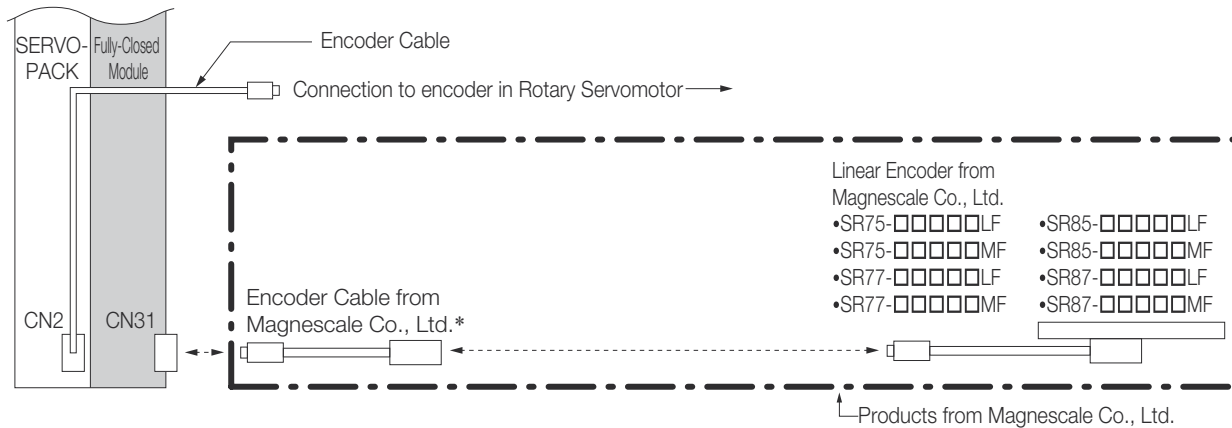 SERVO-
PACK
Fully-Closed
Module
Encoder Cable
Connection to encoder in Rotary Servomotor
Linear Encoder from
Magnescale Co., Ltd.
•SR75-□□□□□LF
•SR75-□□□□□MF
•SR77-□□□□□LF
•SR77-□□□□□MF
•SR85-□□□□□LF
•SR85-□□□□□MF
•SR87-□□□□□LF
•SR87-□□□□□MF
CN2
CN31
Encoder Cable from
Magnescale Co., Ltd.*
Products from Magnescale Co., Ltd.